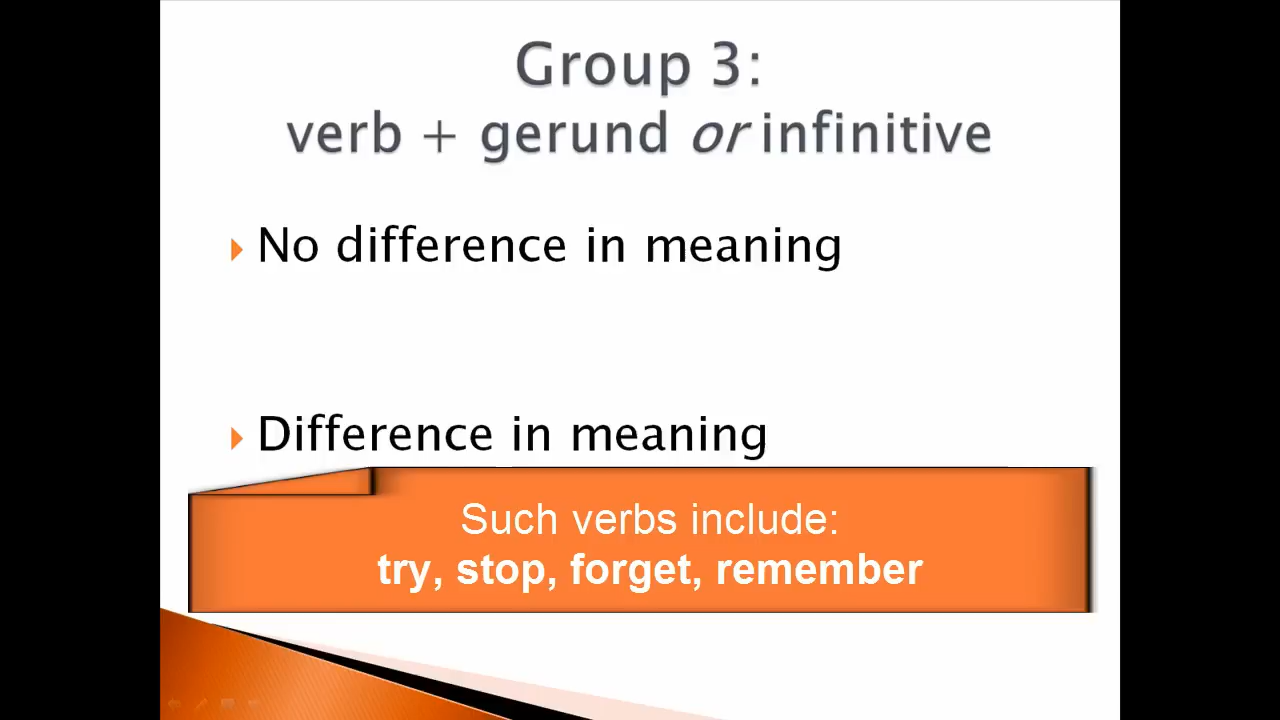 Group 3:
verb + gerund or infinitive
No difference in meaning
Difference in meaning
Such verbs include:
try, stop, forget, remember